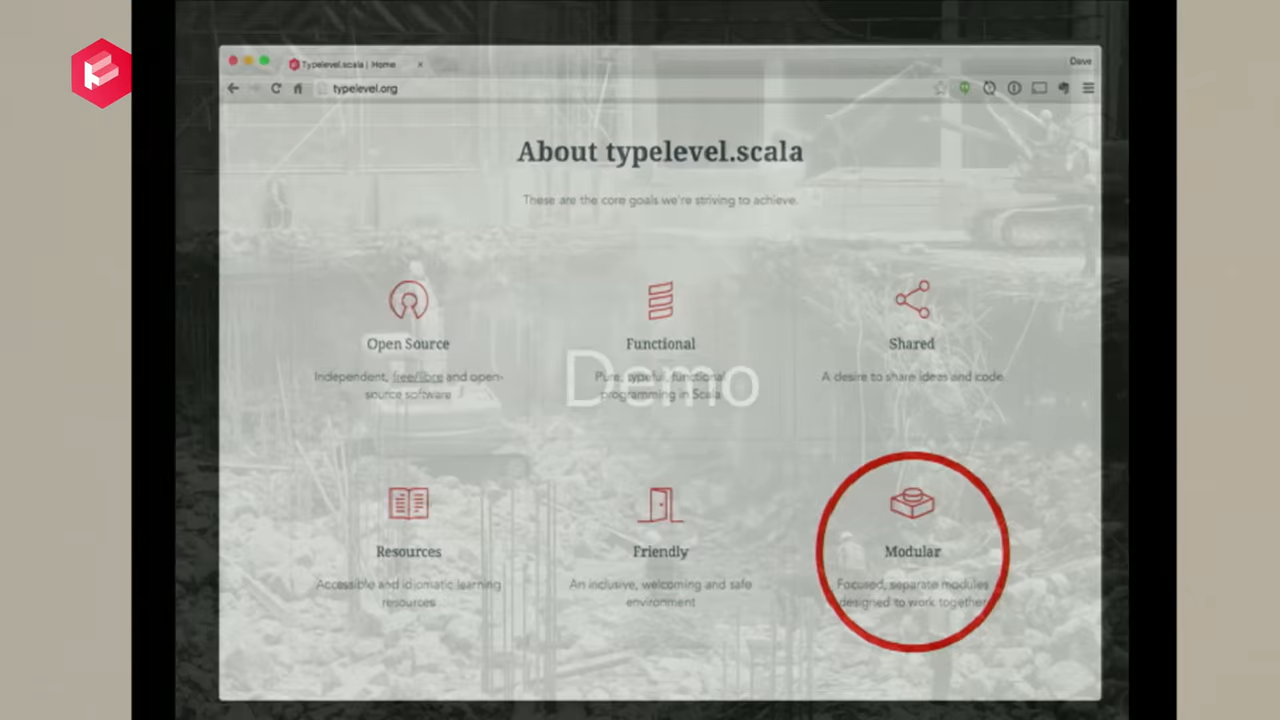 Typelevel.scala | Home
Dave
typelevel.org
About typelevel.scala
These are the core goals we're striving to achieve.
Open Source
Functional
Shared
Independent, free/libre and open-
source software
Pure, typeful, functional
programming in Scala
A desire to share ideas and code
Demo
Resources
Friendly
Modular
Accessible and idiomatic learning
resources
An inclusive, welcoming and safe
environment
Focused, separate modules
designed to work together